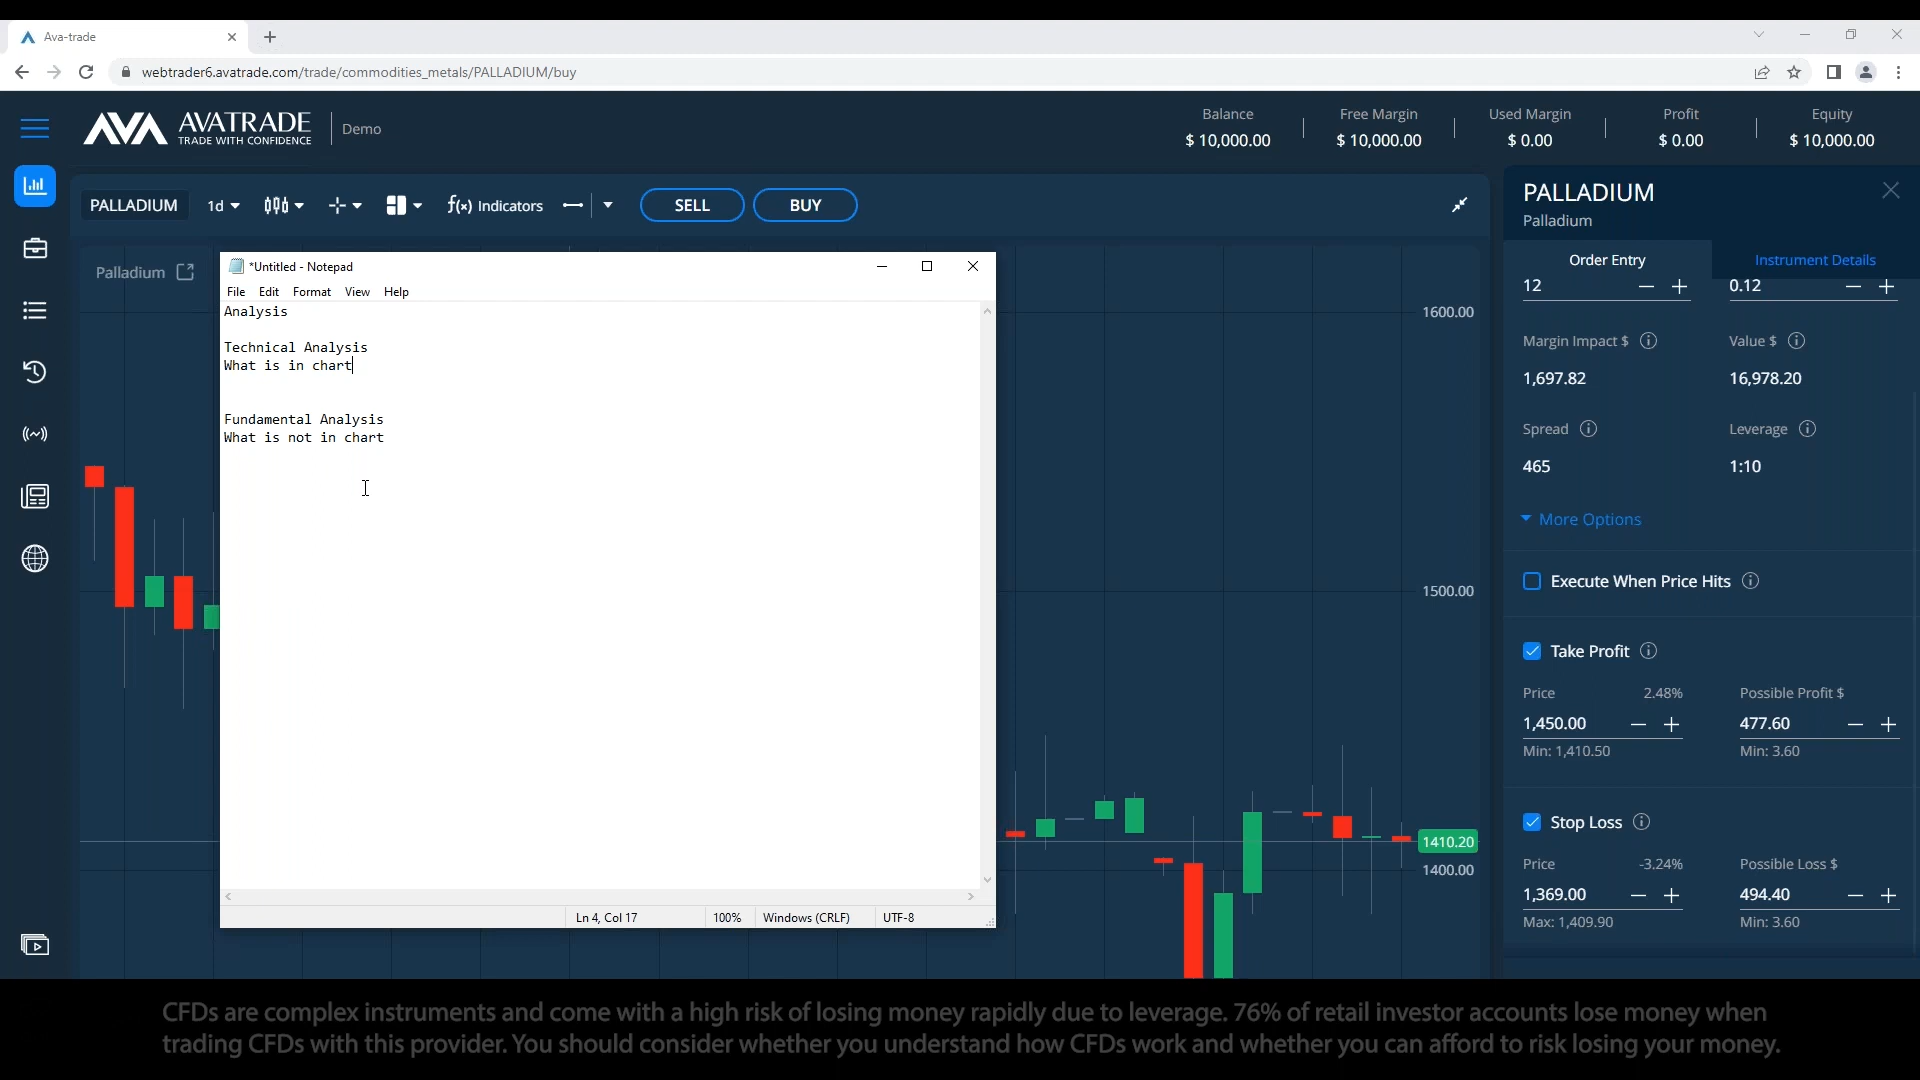 Ava-trade
webtrader6.avatrade.com/trade/commodities_metals/PALLADIUM/buy
AVA AVATRADE
TRADE WITH CONFIDENCE
Demo
Balance
$ 10,000.00
Free Margin
$ 10,000.00
Used Margin
$ 0.00
Profit
$ 0.00
Equity
$ 10,000.00
PALLADIUM 1d f(x) Indicators SELL BUY
Palladium
*Untitled - Notepad
File Edit Format View Help
Analysis
Technical Analysis
What is in chart
Fundamental Analysis
What is not in chart
Ln 4, Col 17 100% Windows (CRLF) UTF-8
1600.00
1500.00
1410.20
1400.00
PALLADIUM
Palladium
Order Entry Instrument Details
12 0.12
Margin Impact $ Value $
1,697.82 16,978.20
Spread Leverage
465 1:10
More Options
Execute When Price Hits
Take Profit
Price 2.48% Possible Profit $
1,450.00 477.60
Min: 1,410.50 Min: 3.60
Stop Loss
Price -3.24% Possible Loss $
1,369.00 494.40
Max: 1,409.90 Min: 3.60
CFDs are complex instruments and come with a high risk of losing money rapidly due to leverage. 76% of retail investor accounts lose money when
trading CFDs with this provider. You should consider whether you understand how CFDs work and whether you can afford to risk losing your money.